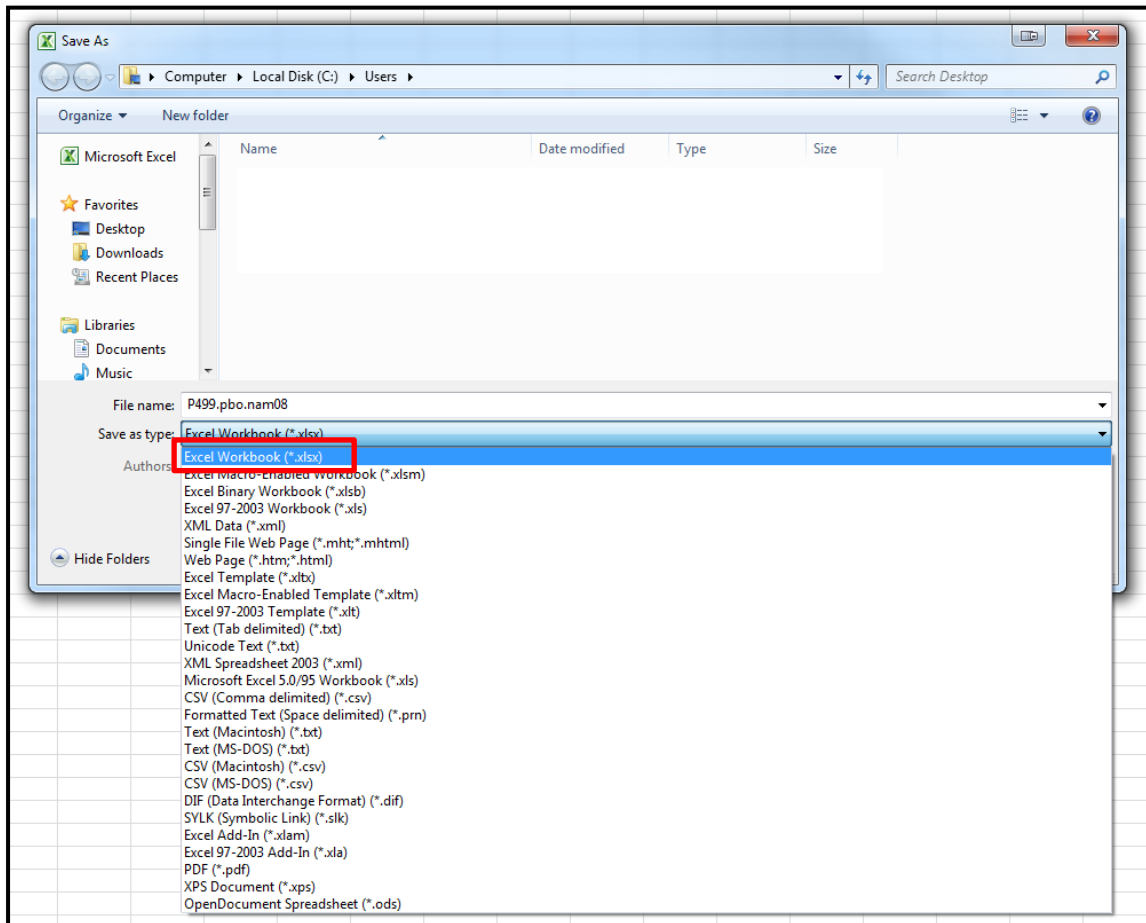 Save As
Computer Local Disk (C:) Users
Search Desktop
Organize New folder
Name Date modified Type Size
Microsoft Excel
Favorites
Desktop
Downloads
Recent Places
Libraries
Documents
Music
File name: P499.pbo.nam08
Save as type: Excel Workbook (*.xlsx)
Authors
Excel Workbook (*.xlsx)
Excel Macro-Enabled Workbook (*.xlsm)
Excel Binary Workbook (*.xlsb)
Excel 97-2003 Workbook (*.xls)
XML Data (*.xml)
Single File Web Page (*.mht;*.mhtml)
Web Page (*.htm;*.html)
Excel Template (*.xltx)
Excel Macro-Enabled Template (*.xltm)
Excel 97-2003 Template (*.xlt)
Text (Tab delimited) (*.txt)
Unicode Text (*.txt)
XML Spreadsheet 2003 (*.xml)
Microsoft Excel 5.0/95 Workbook (*.xls)
CSV (Comma delimited) (*.csv)
Formatted Text (Space delimited) (*.prn)
Text (Macintosh) (*.txt)
Text (MS-DOS) (*.txt)
CSV (Macintosh) (*.csv)
CSV (MS-DOS) (*.csv)
DIF (Data Interchange Format) (*.dif)
SYLK (Symbolic Link) (*.slk)
Excel Add-In (*.xlam)
Excel 97-2003 Add-In (*.xla)
PDF (*.pdf)
XPS Document (*.xps)
OpenDocument Spreadsheet (*.ods)
Hide Folders